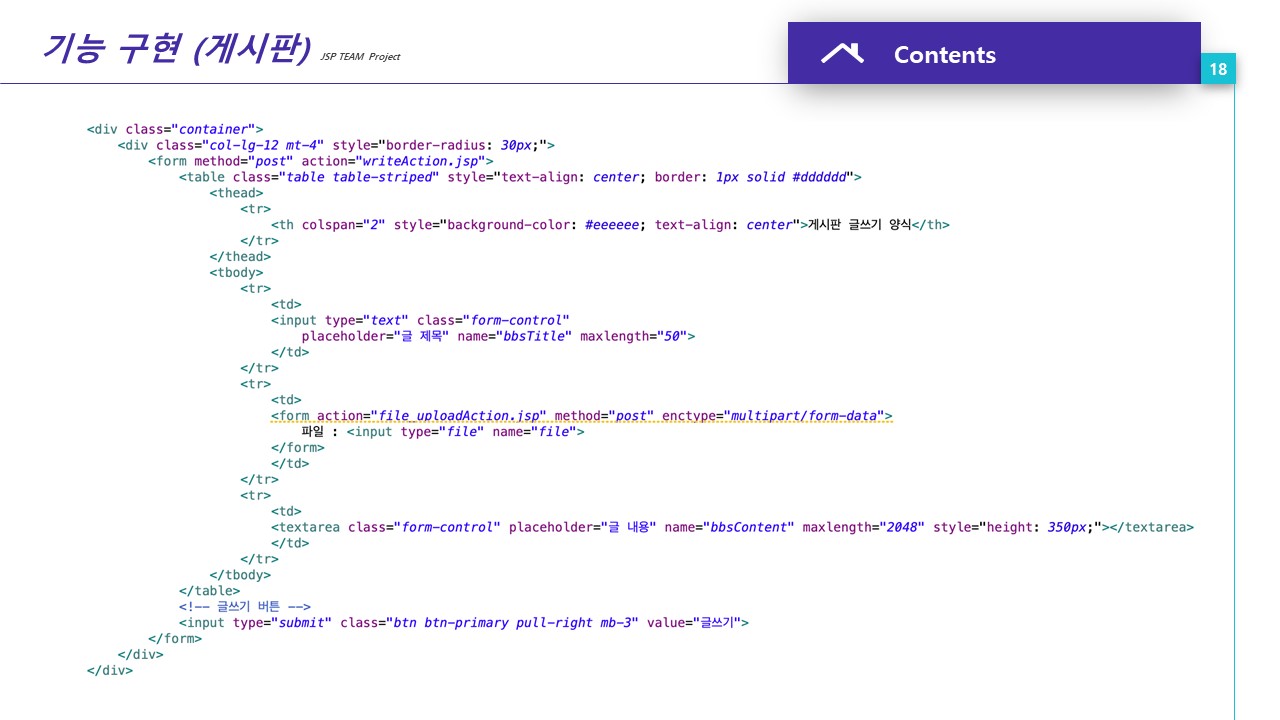 기능 구현 (게시판) JSP TEAM Project
Contents
18
<div class="container">
    <div class="col-lg-12 mt-4" style="border-radius: 30px;">
        <form method="post" action="writeAction.jsp">
            <table class="table table-striped" style="text-align: center; border: 1px solid #dddddd">
                <thead>
                    <tr>
                        <th colspan="2" style="background-color: #eeeeee; text-align: center">게시판 글쓰기 양식</th>
                    </tr>
                </thead>
                <tbody>
                    <tr>
                        <td>
                        <input type="text" class="form-control"
                            placeholder="글 제목" name="bbsTitle" maxlength="50">
                        </td>
                    </tr>
                    <tr>
                        <td>
                        <form action="file_uploadAction.jsp" method="post" enctype="multipart/form-data">
                            파일 : <input type="file" name="file">
                        </form>
                        </td>
                    </tr>
                    <tr>
                        <td>
                        <textarea class="form-control" placeholder="글 내용" name="bbsContent" maxlength="2048" style="height: 350px;"></textarea>
                        </td>
                    </tr>
                </tbody>
            </table>
            <!-- 글쓰기 버튼 -->
            <input type="submit" class="btn btn-primary pull-right mb-3" value="글쓰기">
        </form>
    </div>
</div>